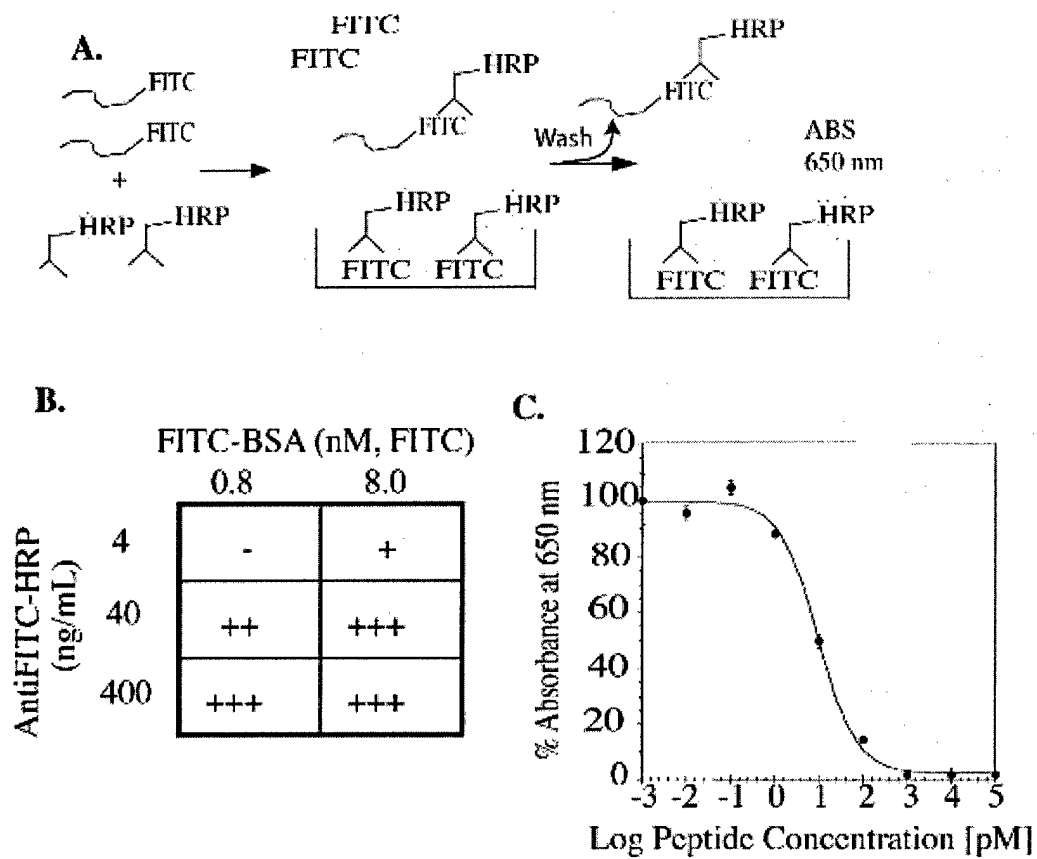 A.
FITC
FITC
+
HRP
HRP
FITC
FITC
HRP
FITC
HRP
HRP
FITC
FITC
Wash
HRP
FITC
ABS
650 nm
HRP
HRP
FITC
FITC
B.
FITC-BSA (nM, FITC)
0.8 8.0
AntiFITC-HRP
(ng/mL)
4 - +
40 ++ +++
400 +++ +++
C.
% Absorbance at 650 nm
120
100
80
60
40
20
0
-3 -2 -1 0 1 2 3 4 5
Log Peptide Concentration [pM]